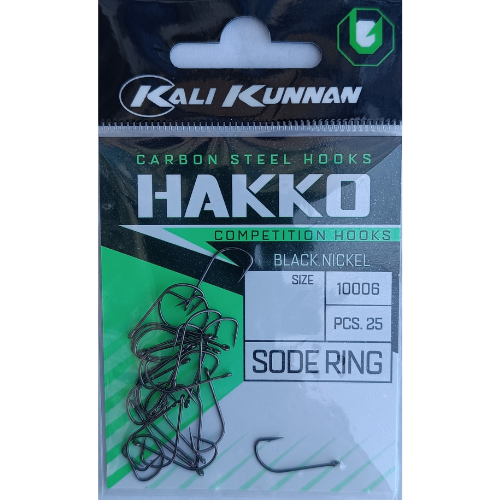 KALI KUNNAN
CARBON STEEL HOOKS
HAKKO
COMPETITION HOOKS
BLACK.NICKEL
SIZE 10006
PCS. 25
SODE RING